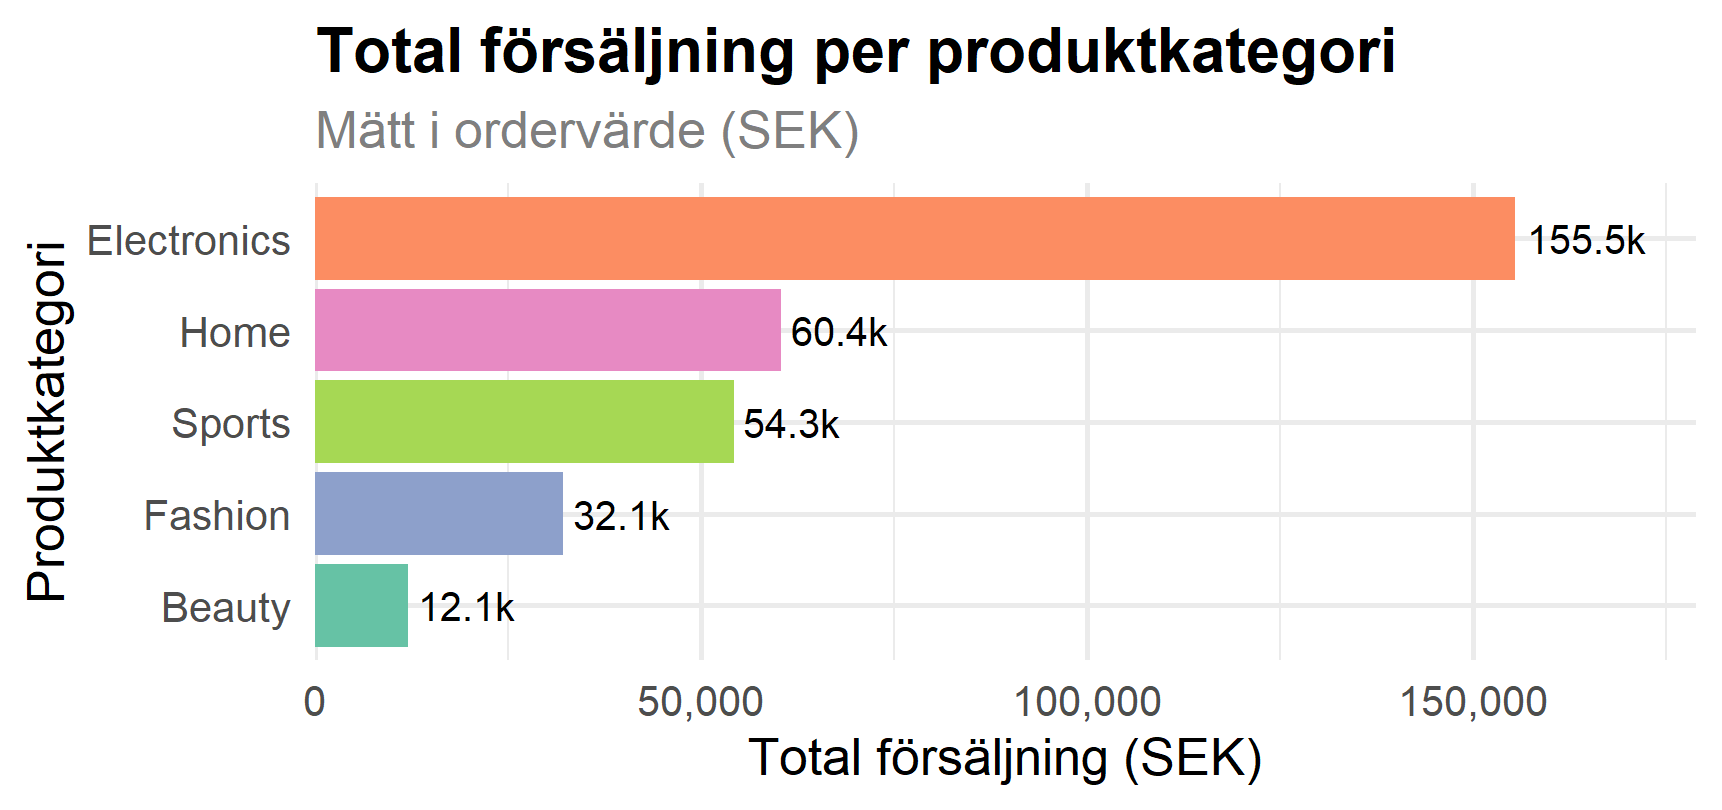 Total försäljning per produktkategori
Mätt i ordervärde (SEK)
Produktkategori
Electronics 155.5k
Home 60.4k
Sports 54.3k
Fashion 32.1k
Beauty 12.1k
0 50,000 100,000 150,000
Total försäljning (SEK)